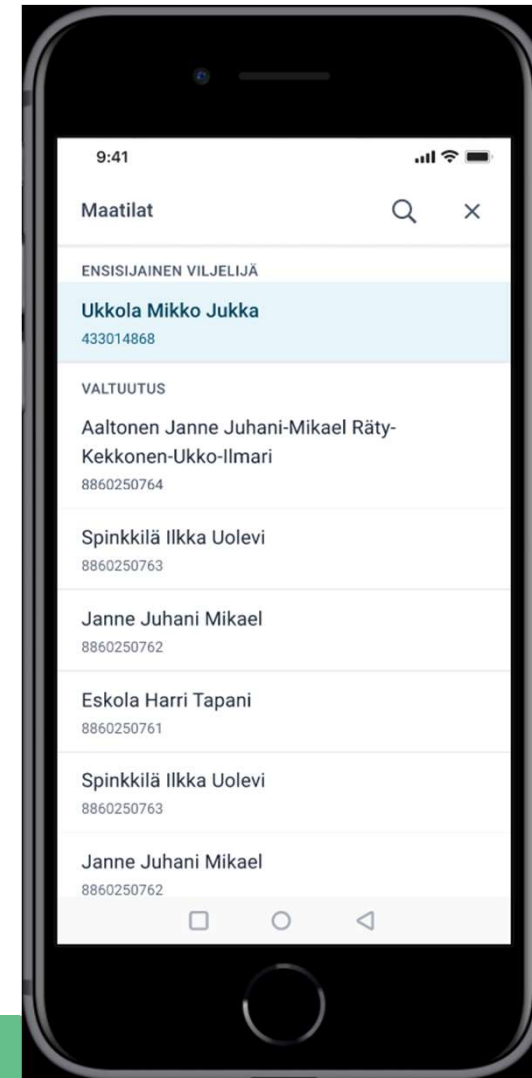 9:41
Maatilat
ENSISIJAINEN VILJELIJÄ
Ukkola Mikko Jukka
433014868
VALTUUTUS
Aaltonen Janne Juhani-Mikael Räty-
Kekkonen-Ukko-Ilmari
8860250764
Spinkkilä Ilkka Uolevi
8860250763
Janne Juhani Mikael
8860250762
Eskola Harri Tapani
8860250761
Spinkkilä Ilkka Uolevi
8860250763
Janne Juhani Mikael
8860250762